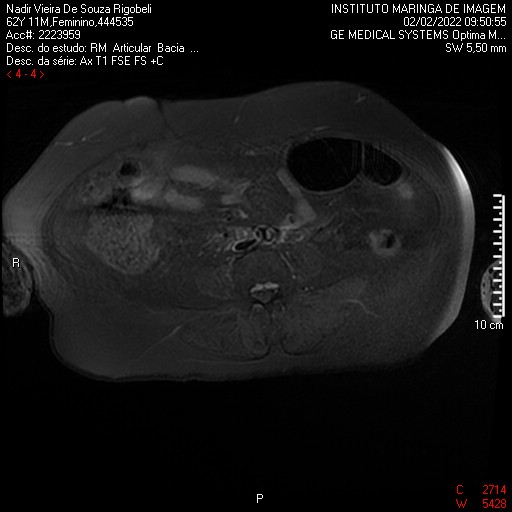 Nadir Vieira De Souza Rigobeli
62Y 11M,Feminino,444535
Acc#: 2223959
Desc. do estudo: RM Articular Bacia ...
Desc. da série: Ax T1 FSE FS +C
< 4 - 4 >
INSTITUTO MARINGA DE IMAGEM
02/02/2022 09:50:55
GE MEDICAL SYSTEMS Optima M...
SW 5,50 mm
R
10 cm
P
C 2714
W 5428